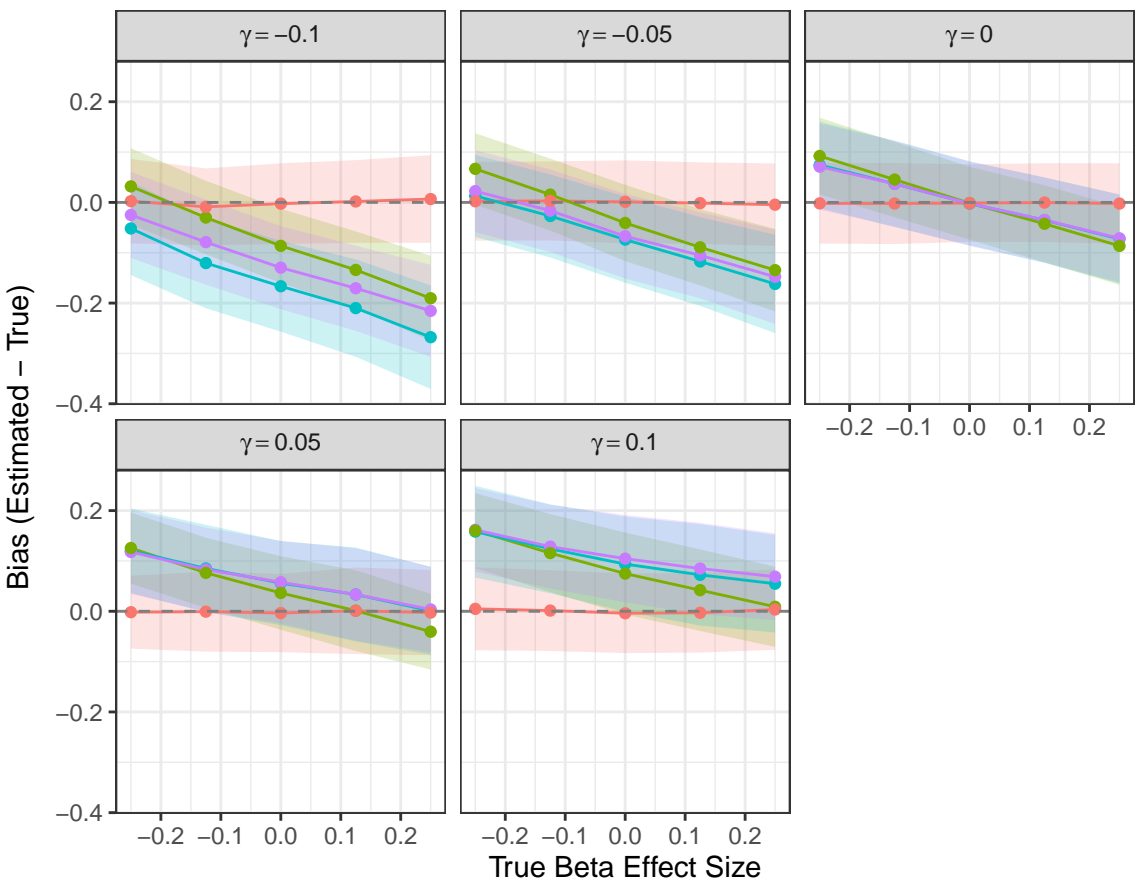 γ = −0.1
γ = −0.05
γ = 0
0.2
0.0
−0.2
−0.4
−0.2 −0.1 0.0 0.1 0.2
γ = 0.05
γ = 0.1
0.2
0.0
−0.2
−0.4
−0.2 −0.1 0.0 0.1 0.2
−0.2 −0.1 0.0 0.1 0.2
Bias (Estimated − True)
True Beta Effect Size